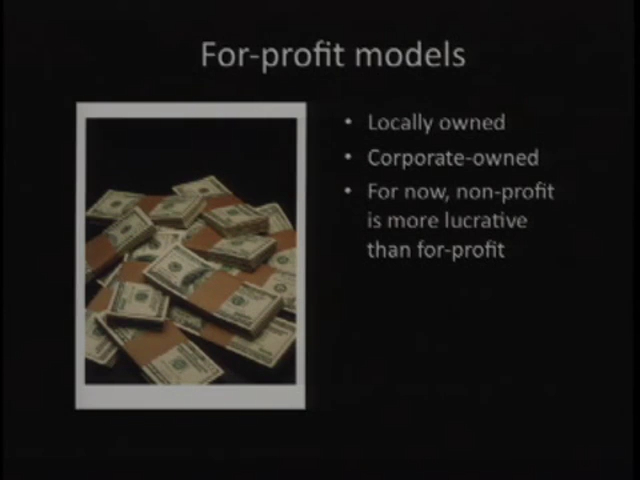 For-profit models
• Locally owned
• Corporate-owned
• For now, non-profit
is more lucrative
than for-profit